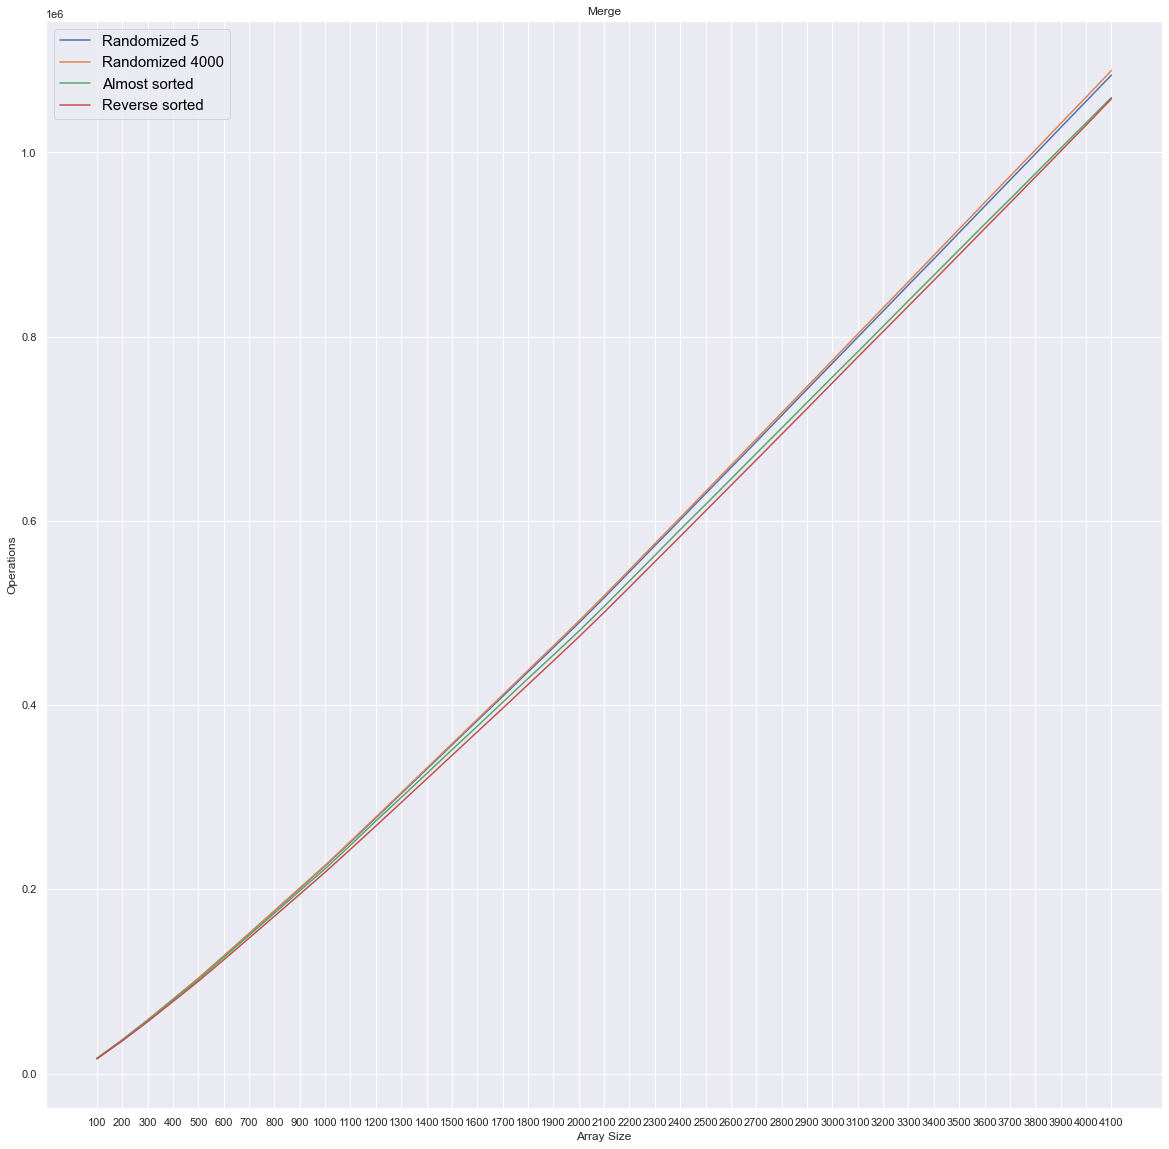 Merge
1e6
Randomized 5
Randomized 4000
Almost sorted
Reverse sorted
1.0
0.8
0.6
Operations
0.4
0.2
0.0
100 200 300 400 500 600 700 800 900 1000 1100 1200 1300 1400 1500 1600 1700 1800 1900 2000 2100 2200 2300 2400 2500 2600 2700 2800 2900 3000 3100 3200 3300 3400 3500 3600 3700 3800 3900 4000 4100
Array Size